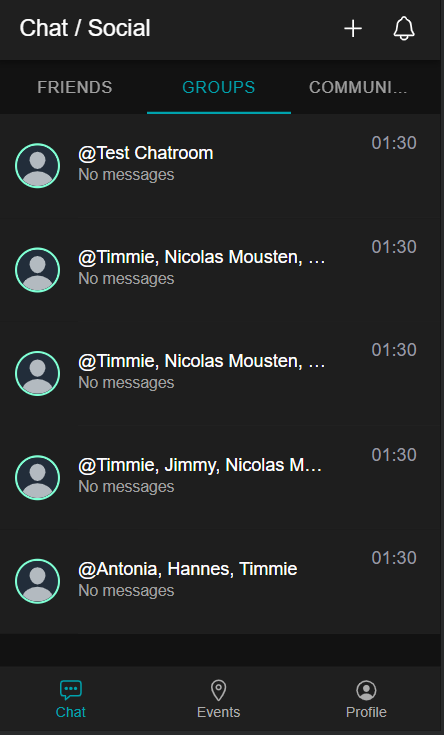 Chat / Social
FRIENDS GROUPS COMMUNI...
@Test Chatroom 01:30
No messages
@Timmie, Nicolas Mousten, ... 01:30
No messages
@Timmie, Nicolas Mousten, ... 01:30
No messages
@Timmie, Jimmy, Nicolas M... 01:30
No messages
@Antonia, Hannes, Timmie 01:30
No messages
Chat Events Profile